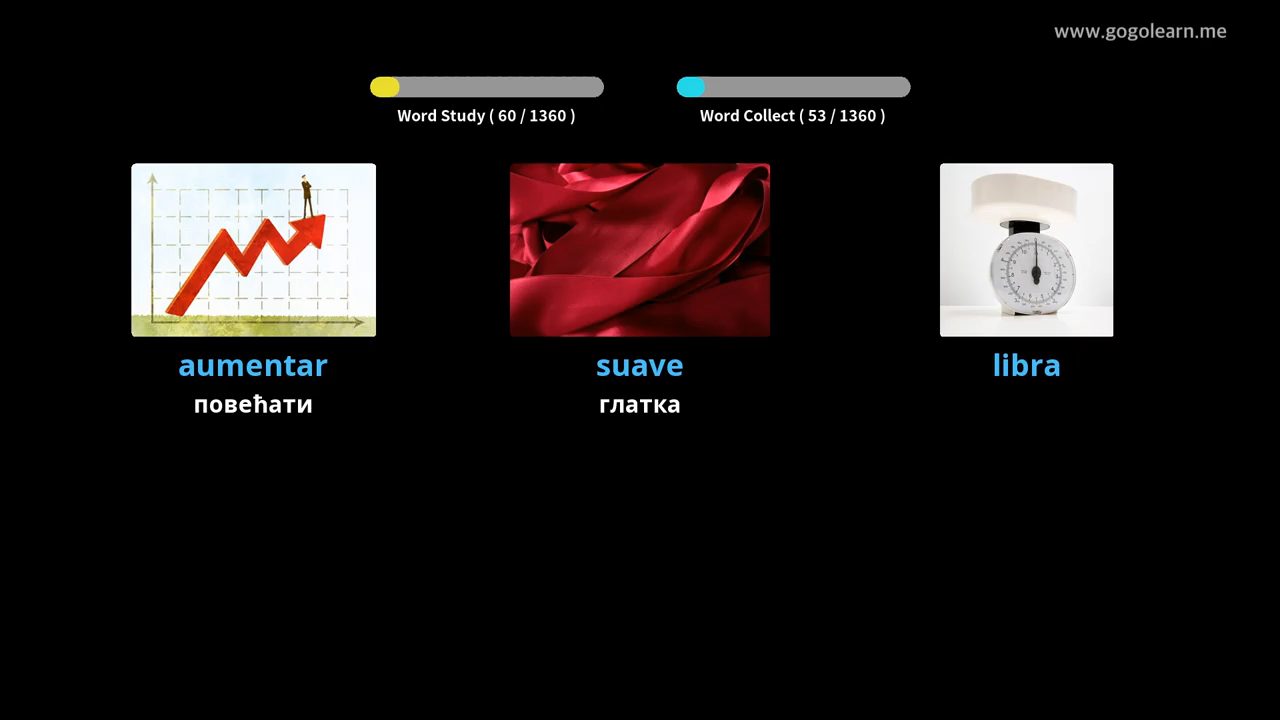 www.gogolearn.me
Word Study ( 60 / 1360 )
Word Collect ( 53 / 1360 )
aumentar
повећати
suave
глатка
libra